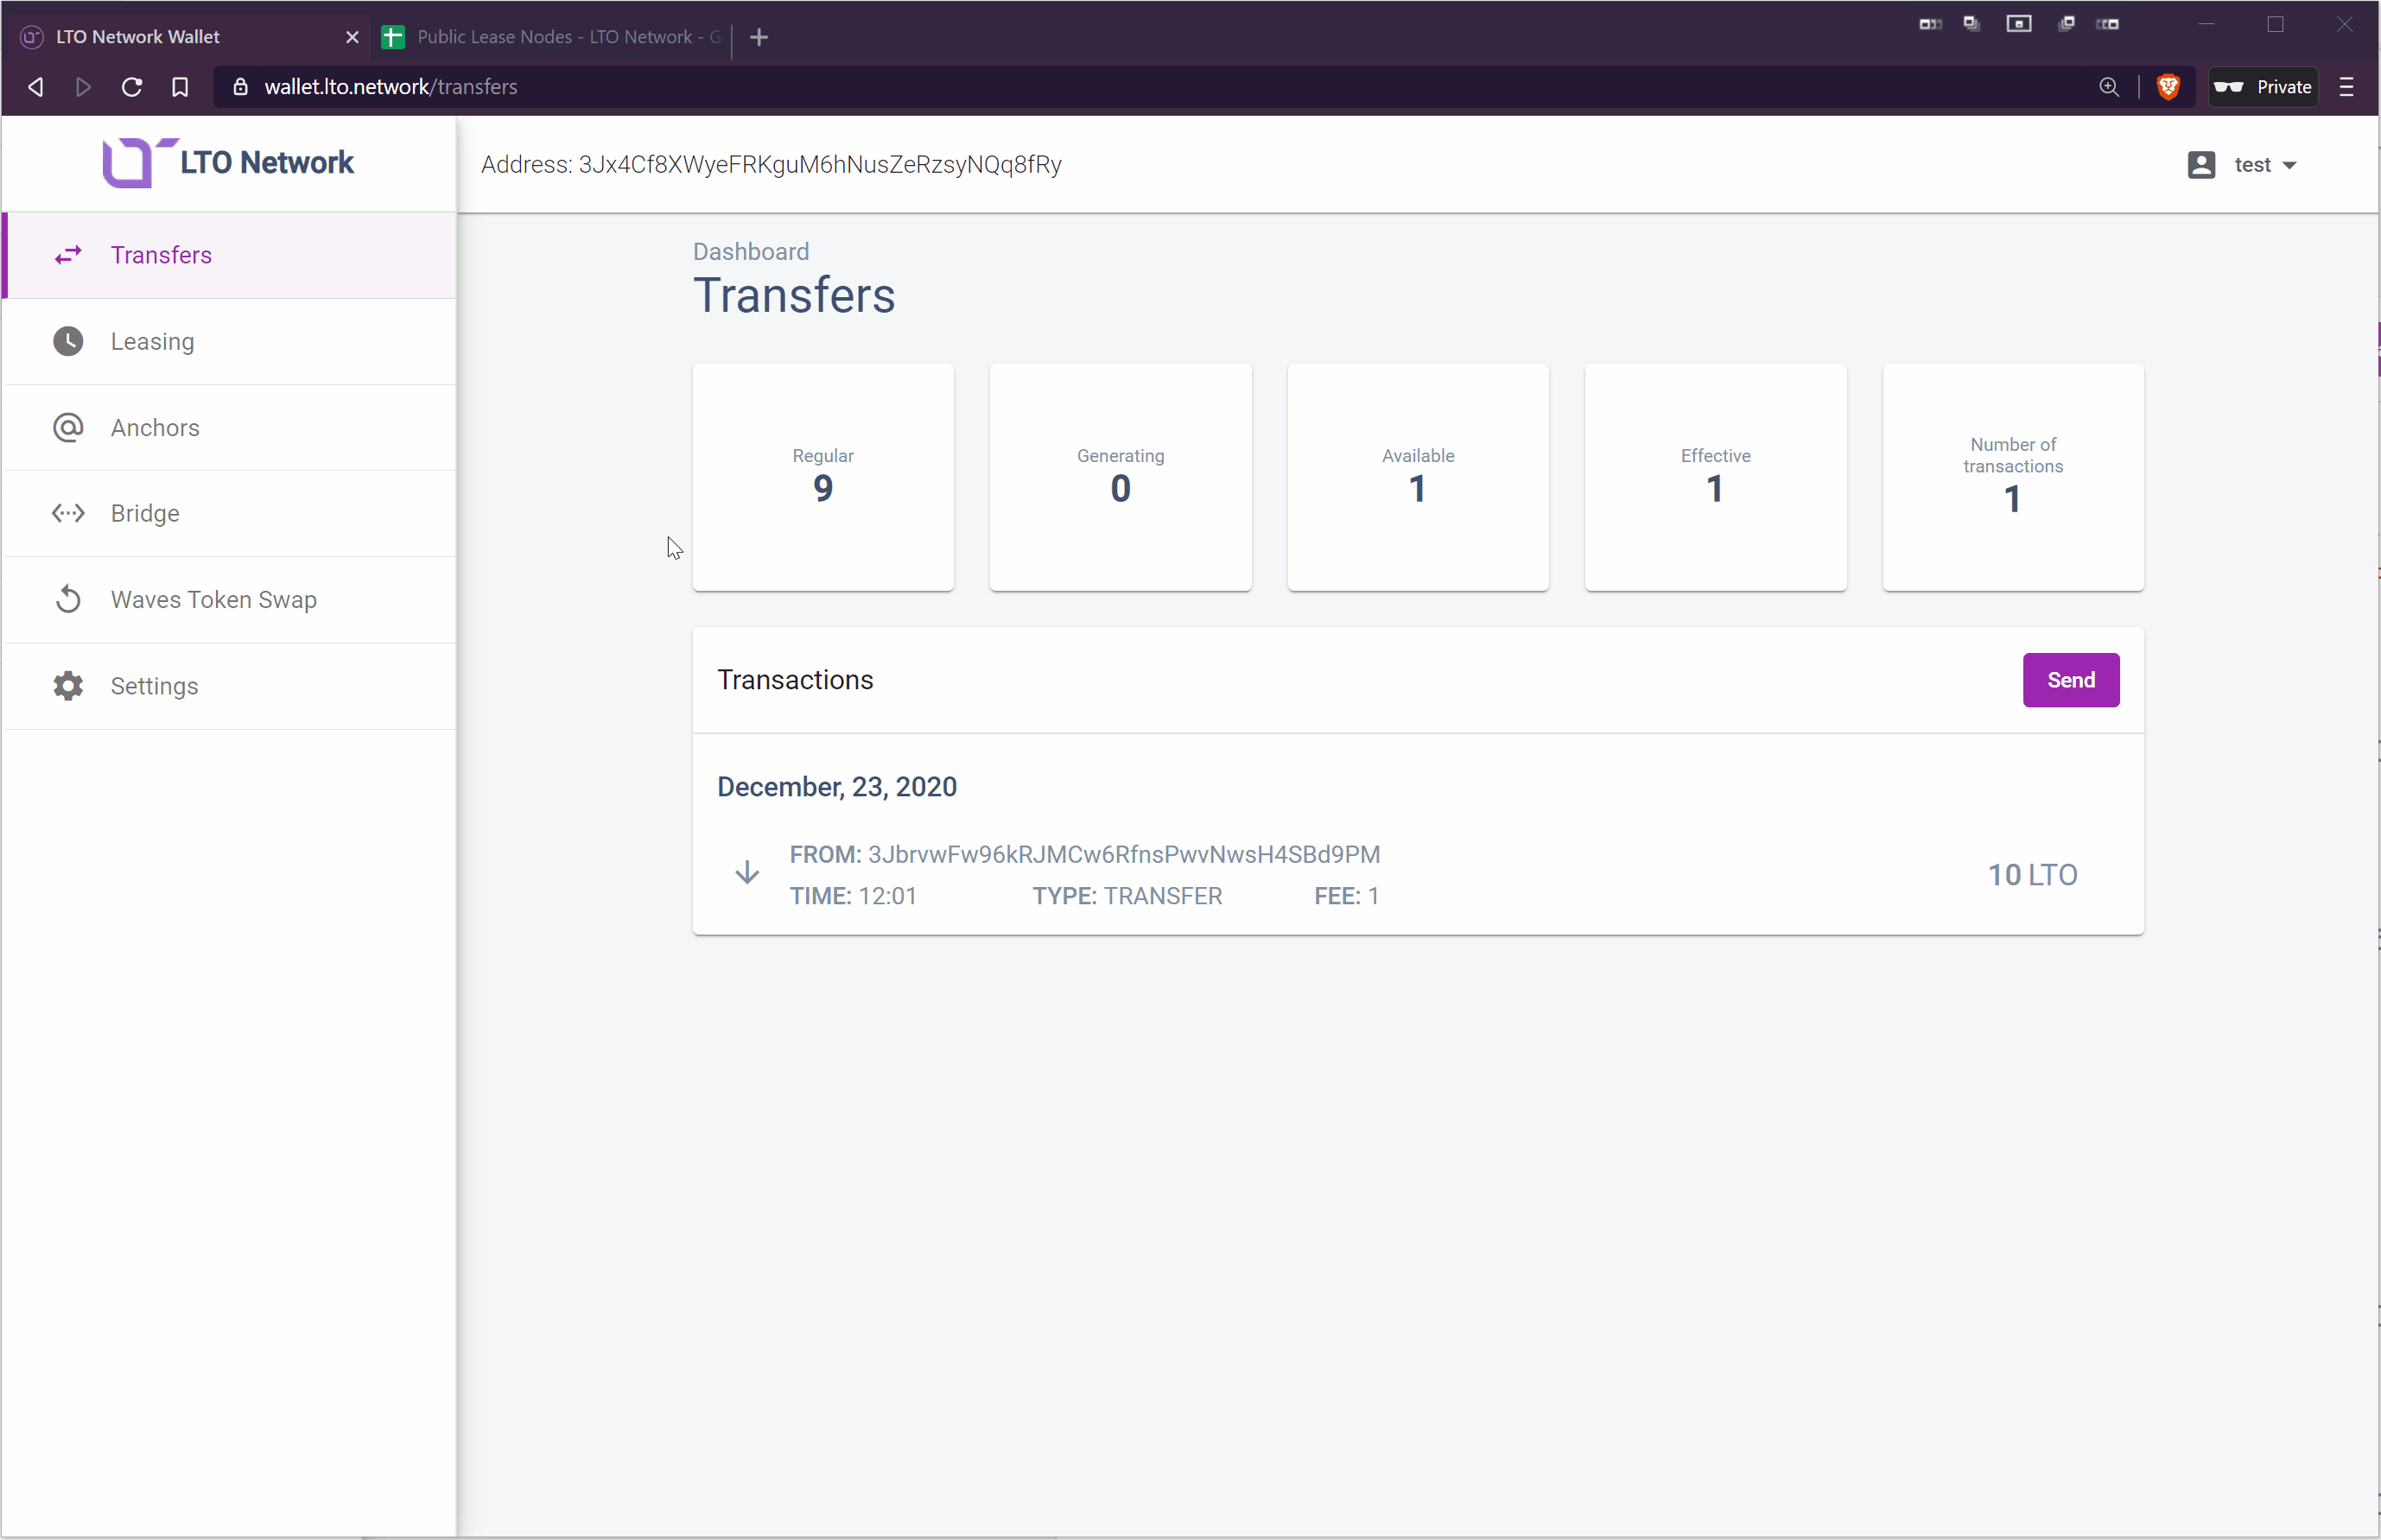 LTO Network Wallet
Public Lease Nodes - LTO Network - G
wallet.lto.network/transfers
Private
LTO Network
Address: 3Jx4Cf8XWyeFRKguM6hNusZeRzsyNQq8fRy
test
Transfers
Leasing
Anchors
Bridge
Waves Token Swap
Settings
Dashboard
Transfers
Regular
9
Generating
0
Available
1
Effective
1
Number of
transactions
1
Transactions
Send
December, 23, 2020
FROM: 3JbrvwFw96kRJMCw6RfnsPwvNwsH4SBd9PM
TIME: 12:01 TYPE: TRANSFER FEE: 1
10 LTO